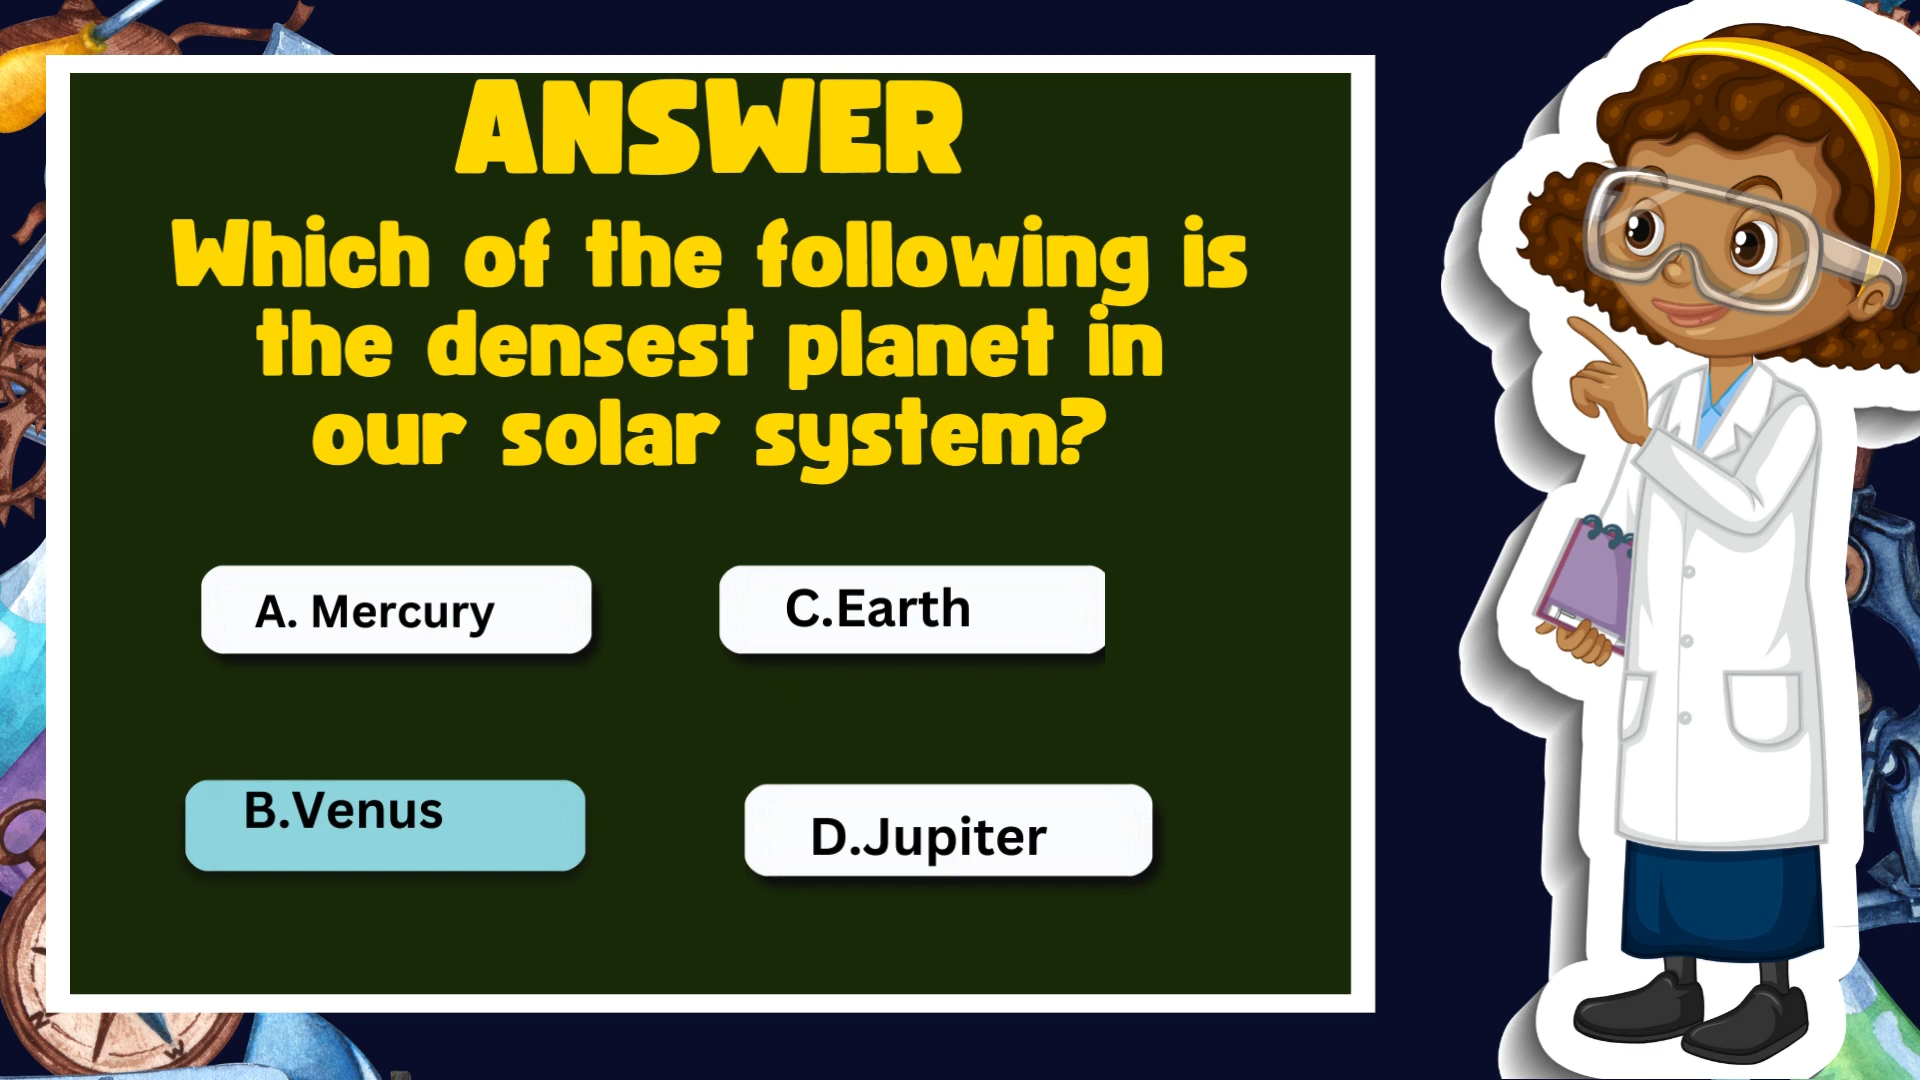 ANSWER
Which of the following is
the densest planet in
our solar system?
A. Mercury
C.Earth
B.Venus
D.Jupiter
N
W